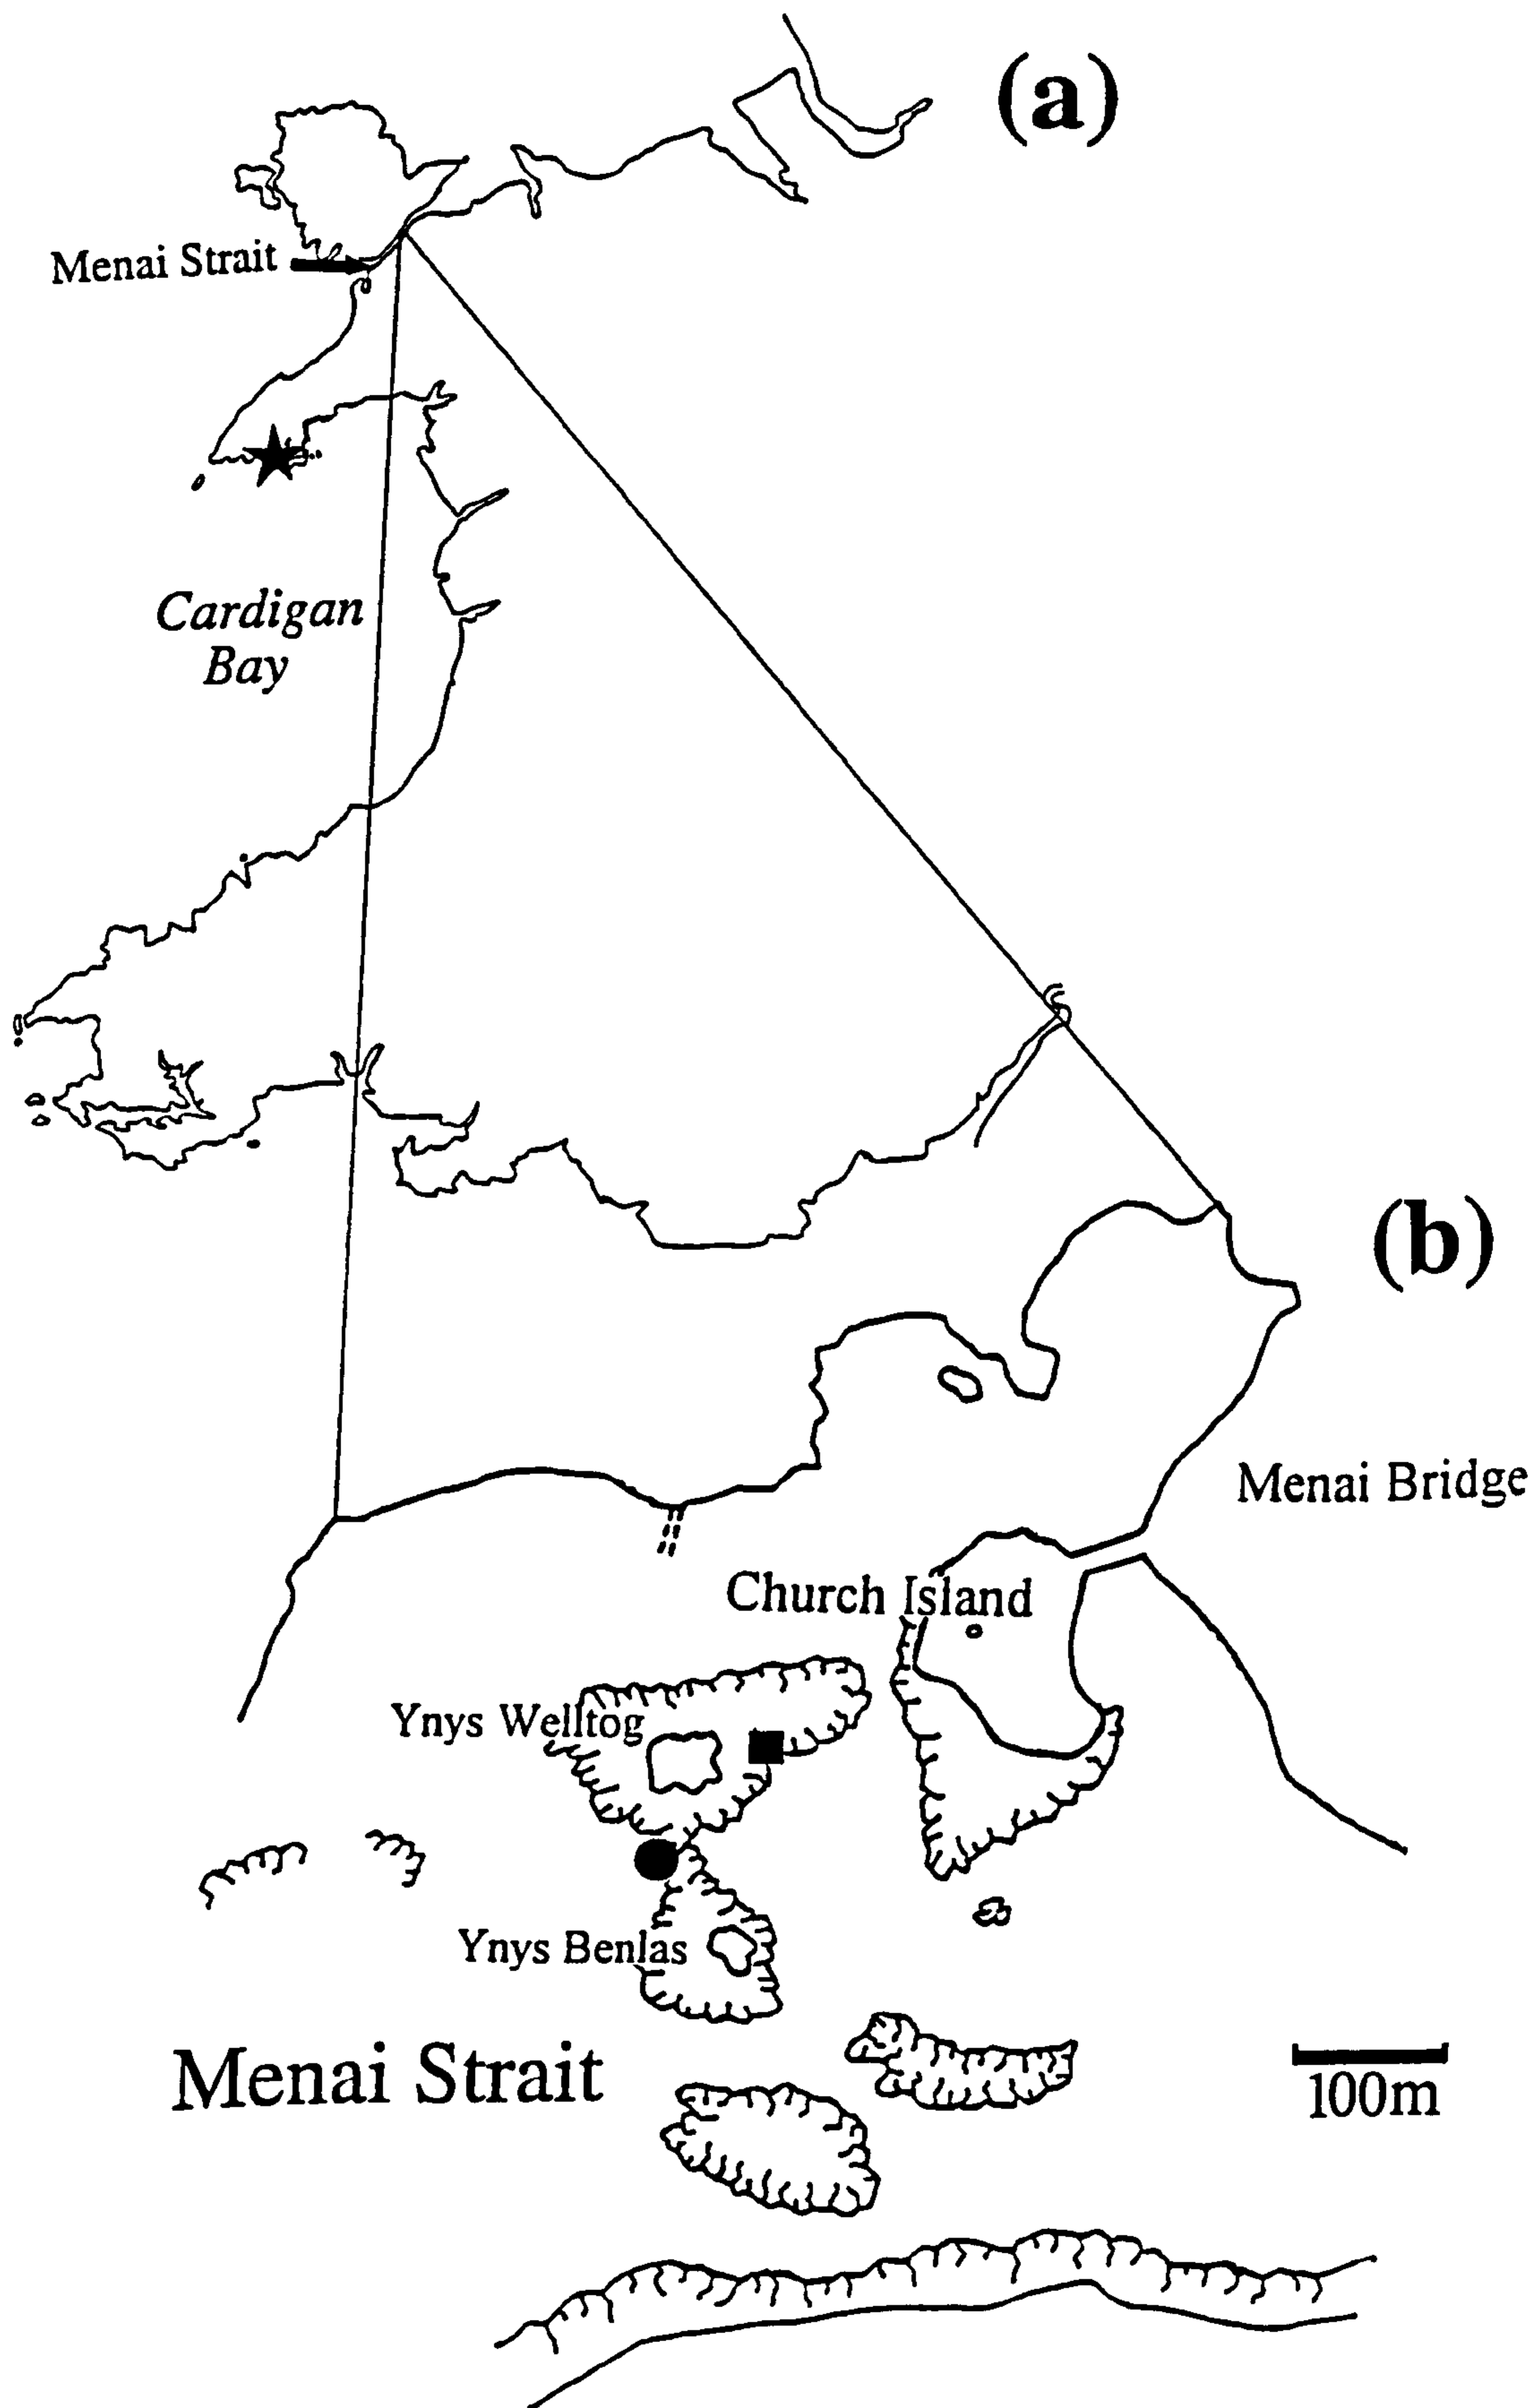 (a)
Menai Strait
Cardigan
Bay
(b)
Menai Bridge
Church Island
Ynys Welltog
Ynys Benlas
Menai Strait
100m